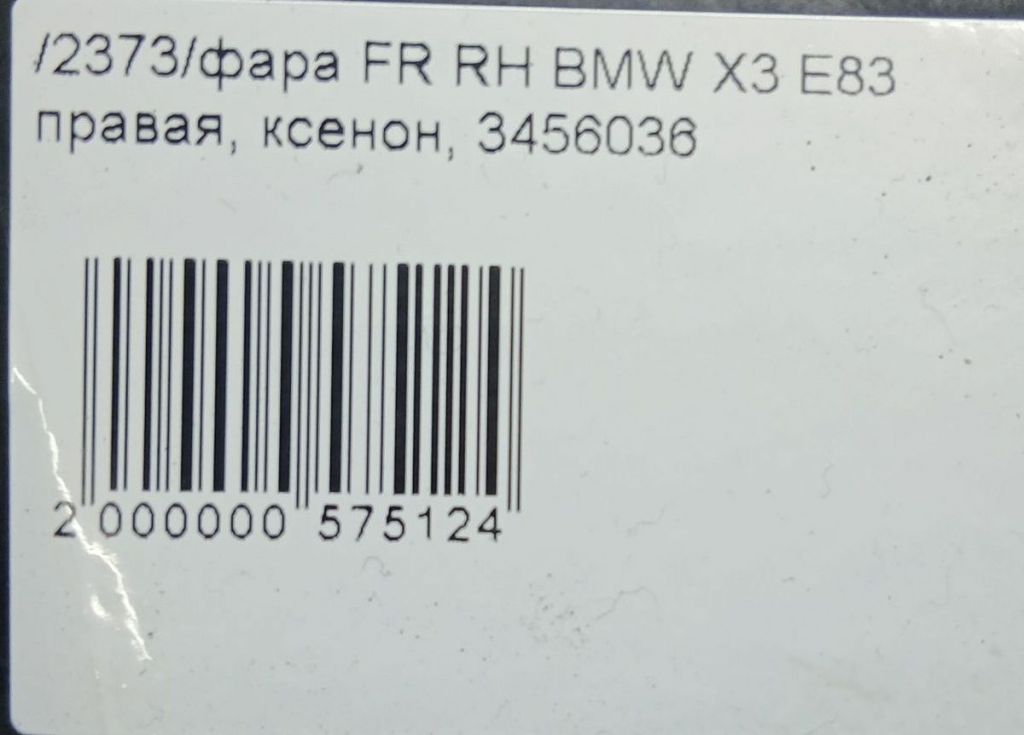 /2373/фара FR RH BMW X3 E83
правая, ксенон, 3456036
2 000000 575124